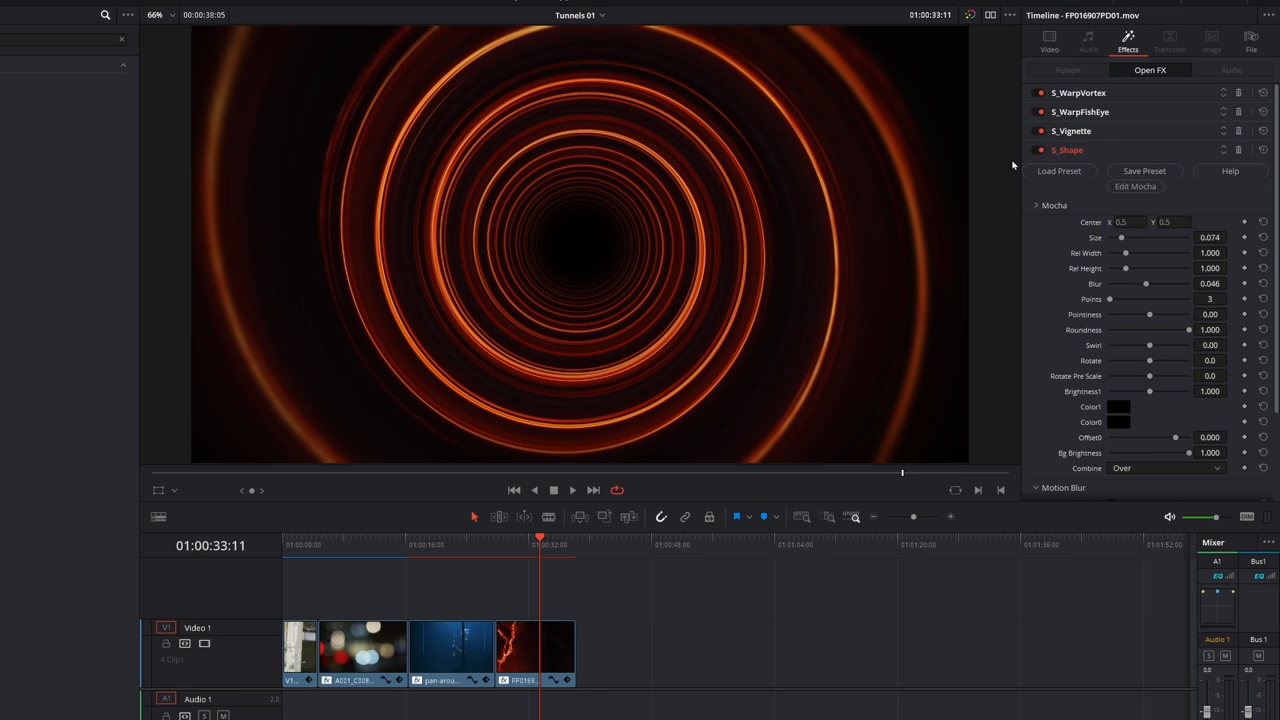 66%
00:00:38:05
Tunnels 01
01:00:33:11
Timeline - FP016907PD01.mov
Video
Audio
Effects
Transition
Image
File
Fusion
Open FX
Audio
S_WarpVortex
S_WarpFishEye
S_Vignette
S_Shape
Load Preset
Save Preset
Help
Edit Mocha
Mocha
Center X 0.5 Y 0.5
Size 0.074
Rel Width 1.000
Rel Height 1.000
Blur 0.046
Points 3
Pointiness 0.00
Roundness 1.000
Swirl 0.00
Rotate 0.0
Rotate Pre Scale 0.0
Brightness1 1.000
Color1
Color0
Offset0 0.000
Bg Brightness 1.000
Combine Over
Motion Blur
DIM
01:00:33:11
01:00:00:00
01:00:16:00
01:00:32:00
01:00:48:00
01:01:04:00
01:01:20:00
01:01:36:00
01:01:52:00
Mixer
A1
Bus1
EQ
EQ
Audio 1
Bus 1
S
M
M
0.0
0.0
V1
Video 1
4 Clips
V1...
fx A001_C008...
fx pan-arou...
fx FP0169...
A1
Audio 1
2.0
S
M